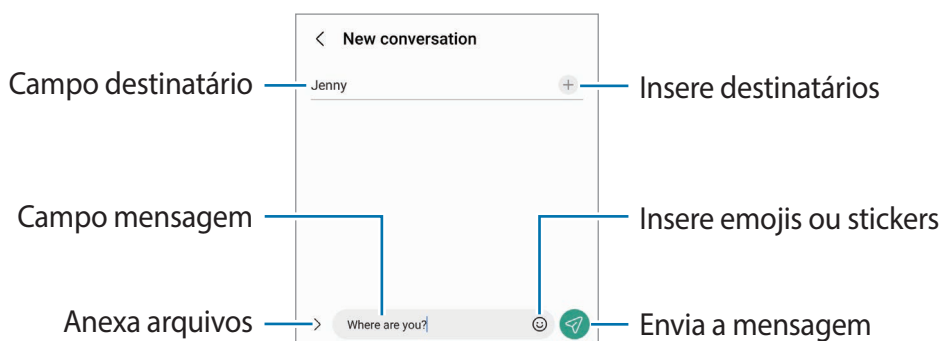 New conversation
Campo destinatário
Jenny
Insere destinatários
Campo mensagem
Insere emojis ou stickers
Anexa arquivos
Where are you?
Envia a mensagem